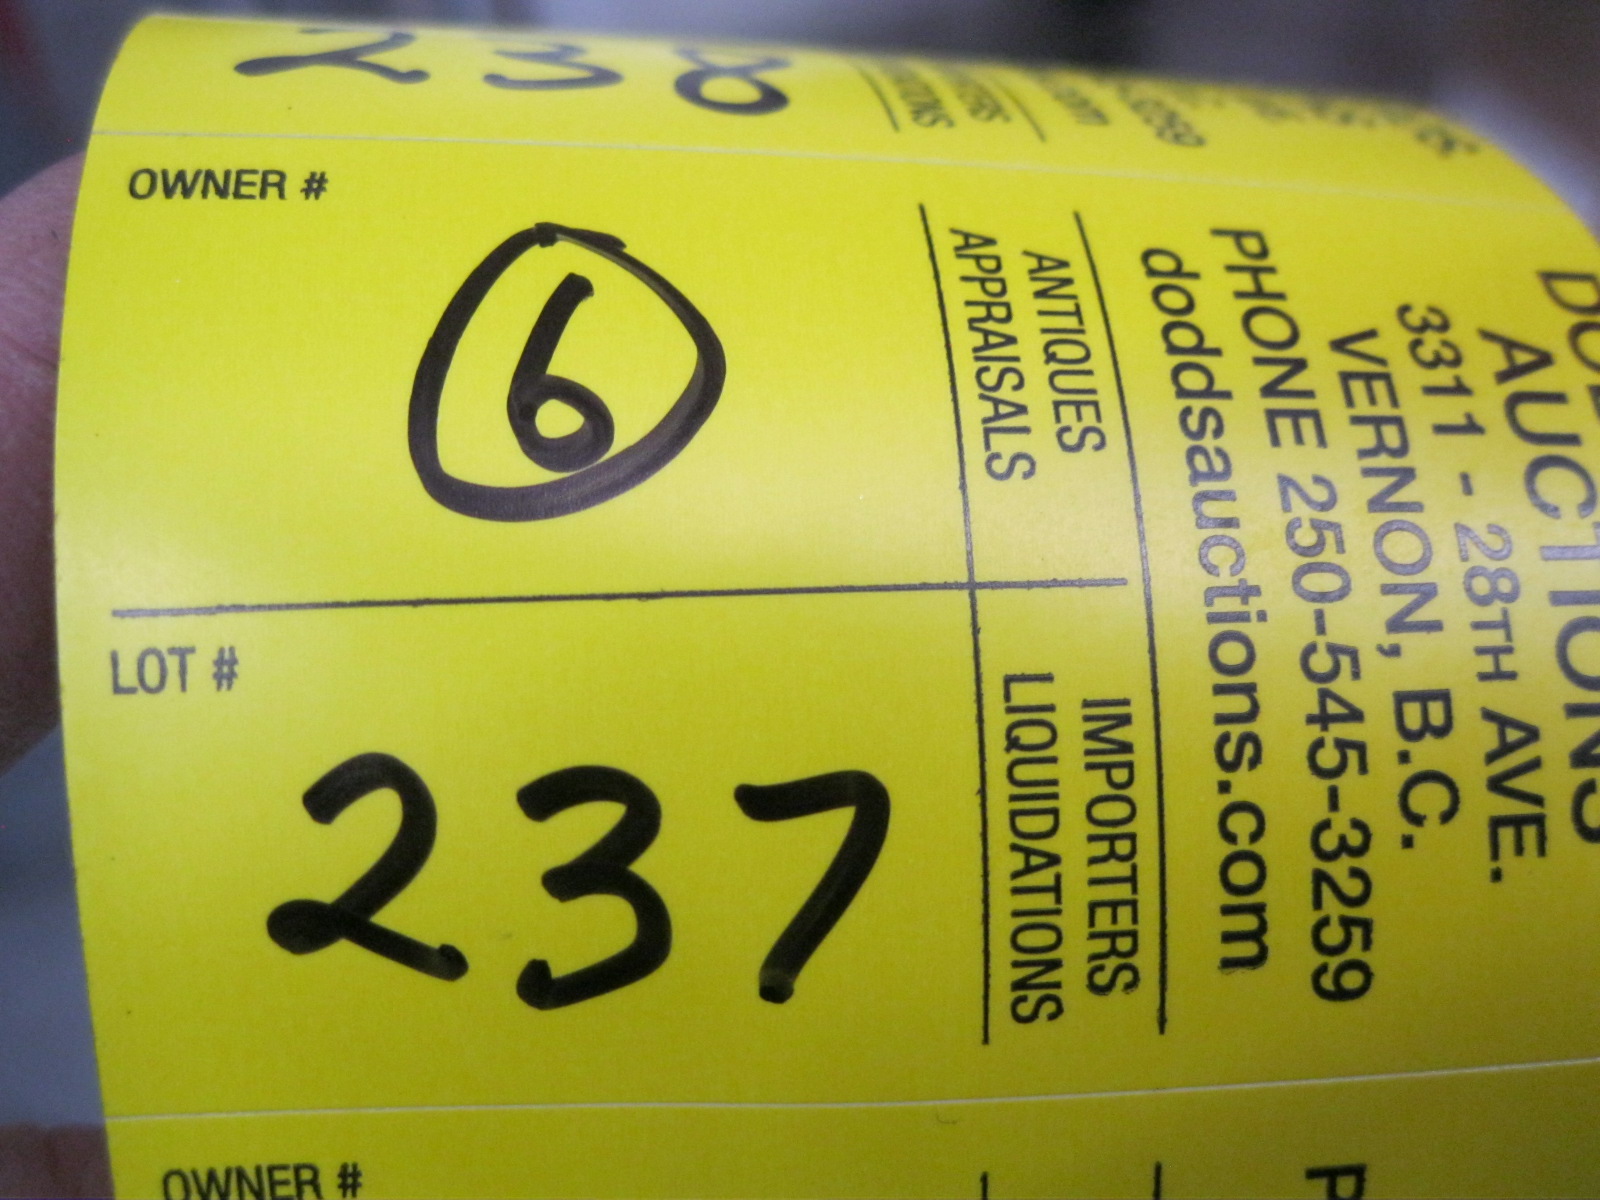 238
OWNER #
6
LOT #
237
AUCTIONS
3311 - 28TH AVE.
VERNON, B.C.
PHONE 250-545-3259
doddsauctions.com
ANTIQUES
APPRAISALS
IMPORTERS
LIQUIDATIONS
OWNER #
P